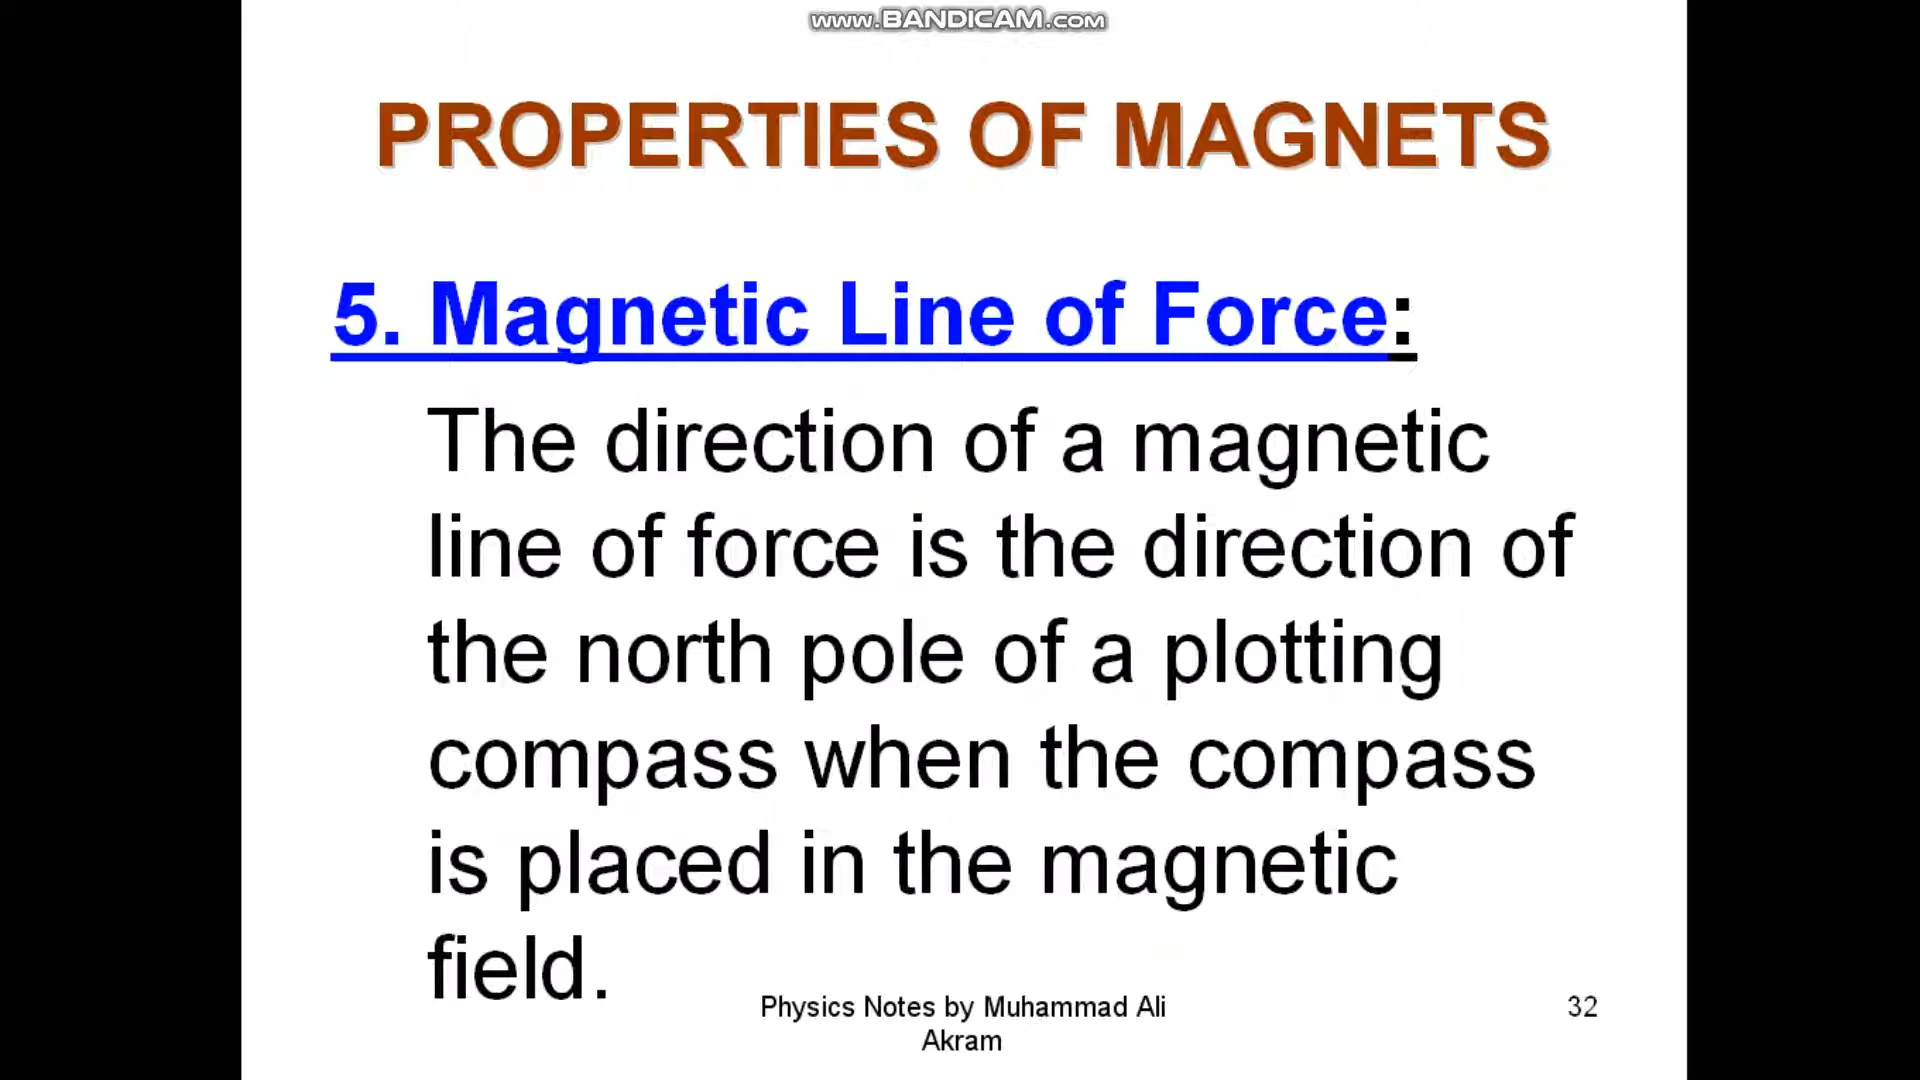 www.BANDICAM.com
PROPERTIES OF MAGNETS
5. Magnetic Line of Force:
The direction of a magnetic
line of force is the direction of
the north pole of a plotting
compass when the compass
is placed in the magnetic
field.
Physics Notes by Muhammad Ali
Akram
32